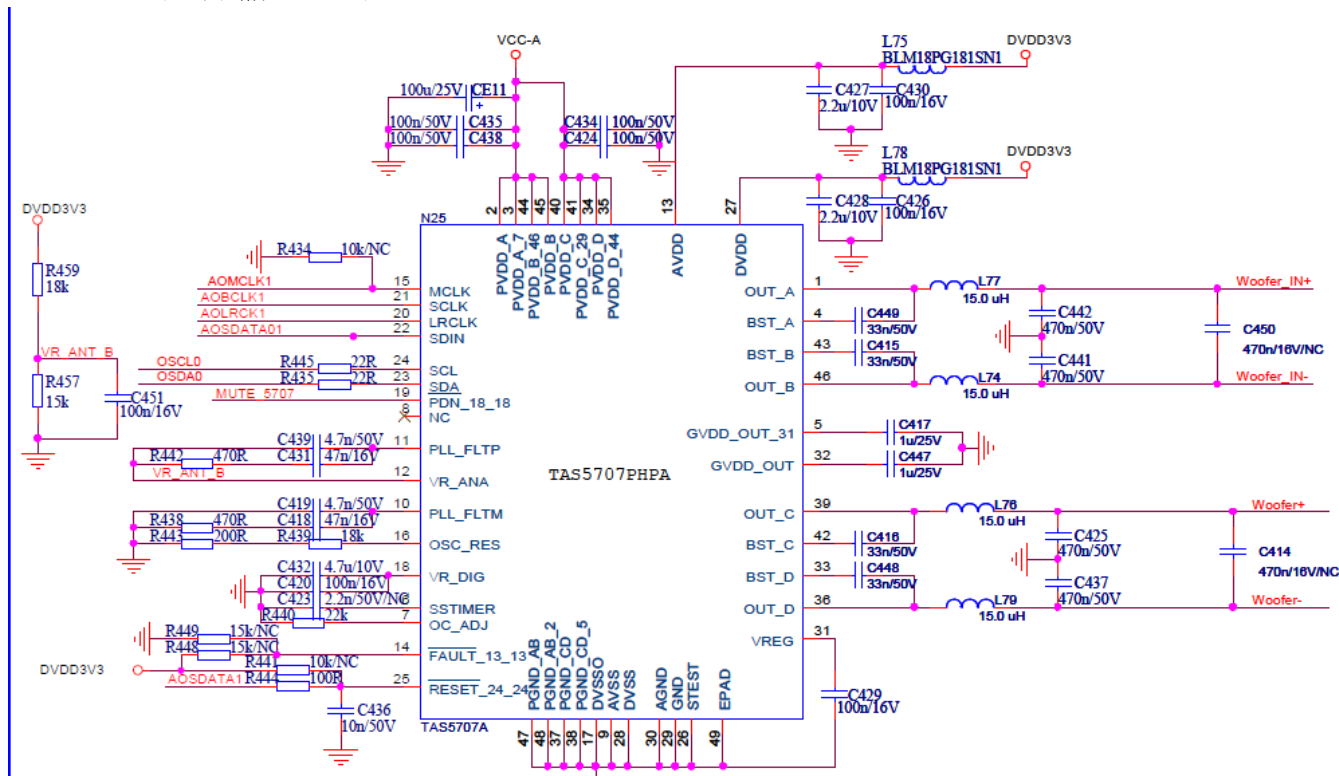 VCC-A
100u/25V CE11
+
100n/50V C435
100n/50V C438
C434 100n/50V
C424 100n/50V
L75
BLM18PG181SN1
DVDD3V3
C427
2.2u/10V
C430
100n/16V
L78
BLM18PG181SN1
DVDD3V3
C428
2.2u/10V
C426
100n/16V
DVDD3V3
R459
18k
VR_ANT_B
R457
15k
C451
100n/16V
N25
2
3
44
45
40
41
34
35
13
27
PVDD_A
PVDD_A_7
PVDD_B_46
PVDD_B
PVDD_C
PVDD_C_29
PVDD_D
PVDD_D_44
AVDD
DVDD
R434 10k/NC
AOMCLK1 15 MCLK
AOBCLK1 21 SCLK
AOLRCK1 20 LRCLK
AOSDATA01 22 SDIN
OSCL0 R445 22R 24 SCL
OSDA0 R435 22R 23 SDA
MUTE_5707 19 PDN_18_18
8 NC
C439 4.7n/50V 11 PLL_FLTP
R442 470R C431 47n/16V
VR_ANT_B 12 VR_ANA
C419 4.7n/50V 10 PLL_FLTM
R438 470R C418 47n/16V
R443 200R R439 18k 16 OSC_RES
C432 4.7u/10V 18 VR_DIG
C420 100n/16V
C423 2.2n/50V/NC 6 SSTIMER
R440 22k 7 OC_ADJ
R449 15k/NC
R448 15k/NC 14 FAULT_13_13
DVDD3V3
R441 10k/NC
AOSDATA1 R444 100R 25 RESET_24_24
C436
10n/50V
TAS5707A
TAS5707PHPA
OUT_A 1 L77
15.0 uH
Woofer_IN+
BST_A 4 C449
33n/50V
C442
470n/50V
C450
470n/16V/NC
BST_B 43 C415
33n/50V
C441
470n/50V
OUT_B 46 L74
15.0 uH
Woofer_IN-
GVDD_OUT_31 5 C417
1u/25V
GVDD_OUT 32 C447
1u/25V
OUT_C 39 L76
15.0 uH
Woofer+
BST_C 42 C416
33n/50V
C425
470n/50V
C414
470n/16V/NC
BST_D 33 C448
33n/50V
C437
470n/50V
OUT_D 36 L79
15.0 uH
Woofer-
VREG 31
C429
100n/16V
PGND_AB
PGND_AB_2
PGND_CD
PGND_CD_5
DVSSO
AVSS
DVSS
AGND
GND
STEST
EPAD
47
48
37
38
17
9
28
30
29
26
49